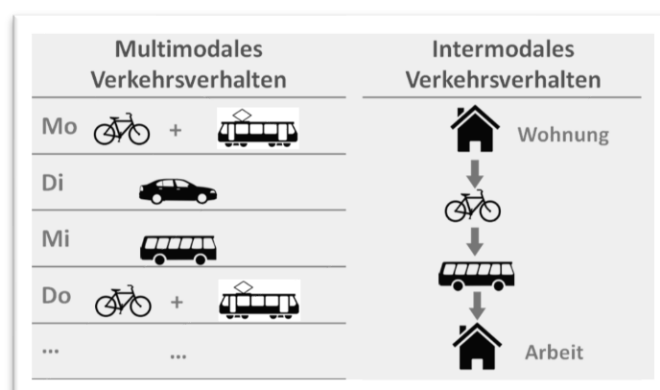 Multimodales
Verkehrsverhalten
Mo +
Di
Mi
Do +
... ...
Intermodales
Verkehrsverhalten
Wohnung
Arbeit